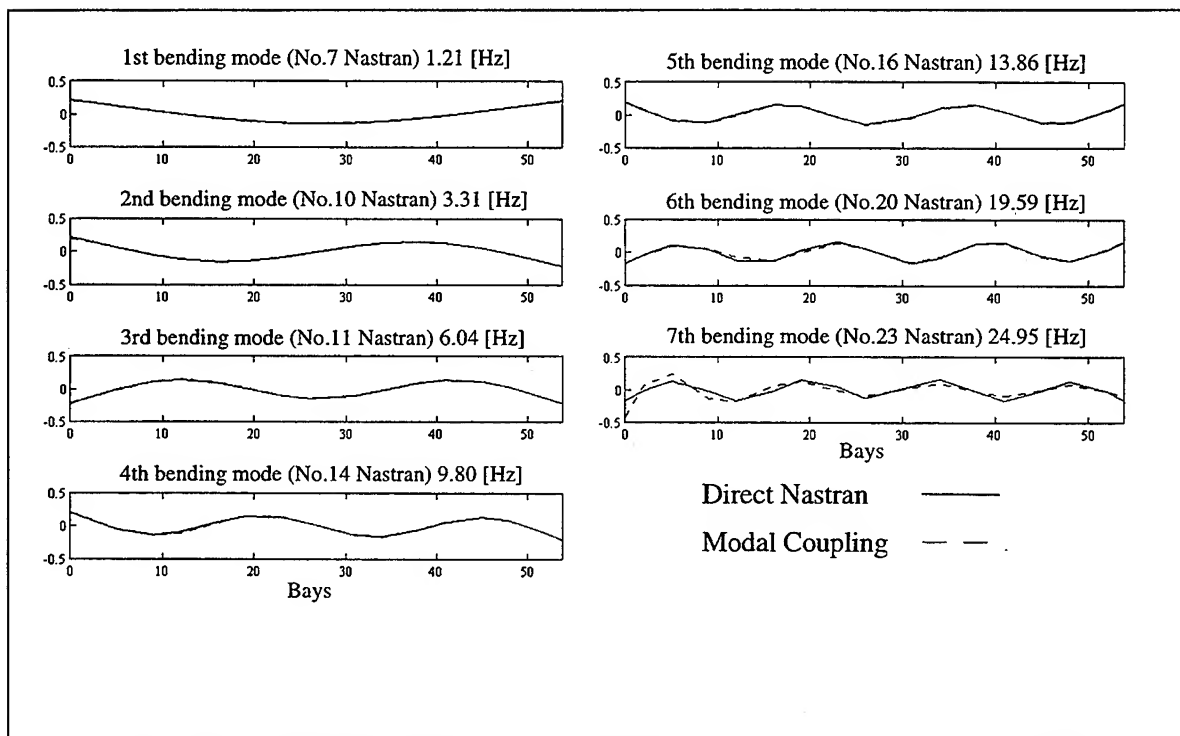 1st bending mode (No.7 Nastran) 1.21 [Hz]
0.5
0
-0.5
0 10 20 30 40 50
2nd bending mode (No.10 Nastran) 3.31 [Hz]
0.5
0
-0.5
0 10 20 30 40 50
3rd bending mode (No.11 Nastran) 6.04 [Hz]
0.5
0
-0.5
0 10 20 30 40 50
4th bending mode (No.14 Nastran) 9.80 [Hz]
0.5
0
-0.5
0 10 20 30 40 50
Bays
5th bending mode (No.16 Nastran) 13.86 [Hz]
0.5
0
-0.5
0 10 20 30 40 50
6th bending mode (No.20 Nastran) 19.59 [Hz]
0.5
0
-0.5
0 10 20 30 40 50
7th bending mode (No.23 Nastran) 24.95 [Hz]
0.5
0
-0.5
0 10 20 30 40 50
Bays
Direct Nastran
Modal Coupling